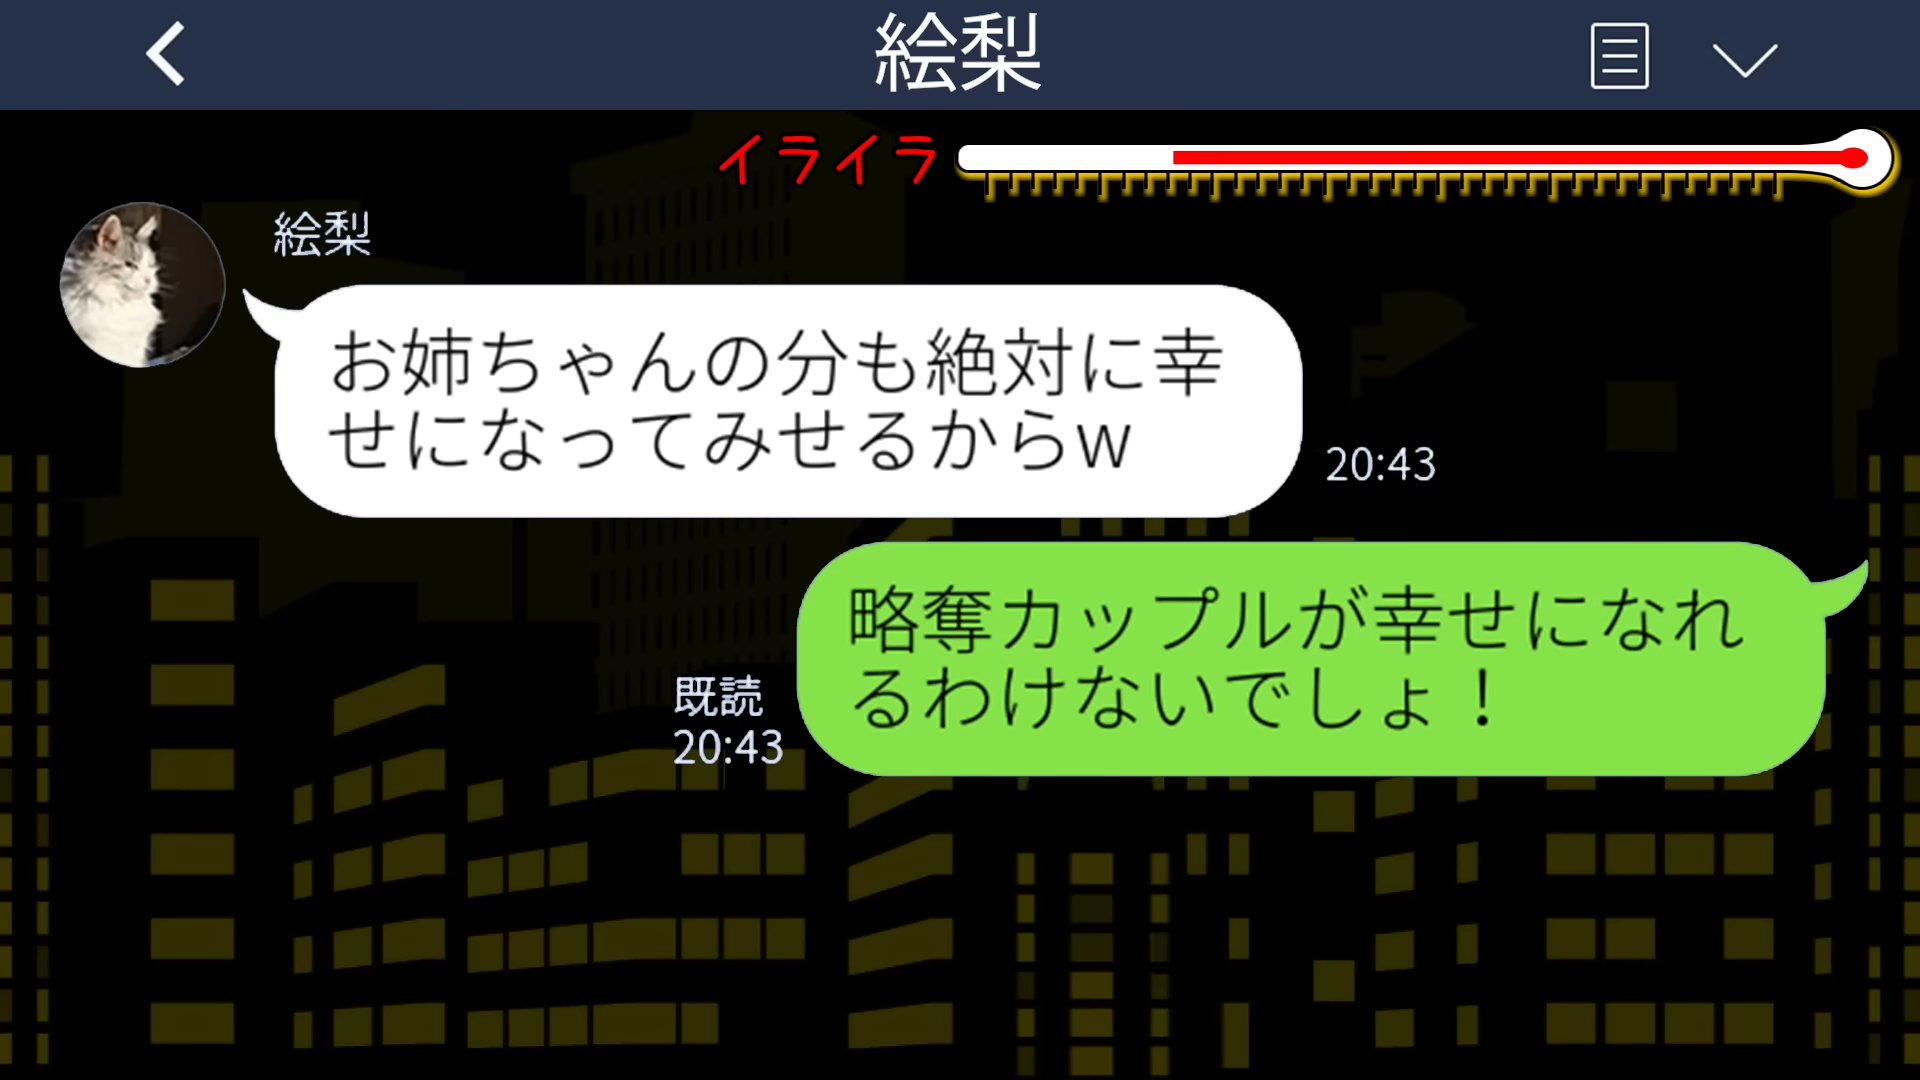 絵梨
イライラ
絵梨
お姉ちゃんの分も絶対に幸
せになってみせるからw
20:43
略奪カップルが幸せになれ
るわけないでしょ！
既読
20:43